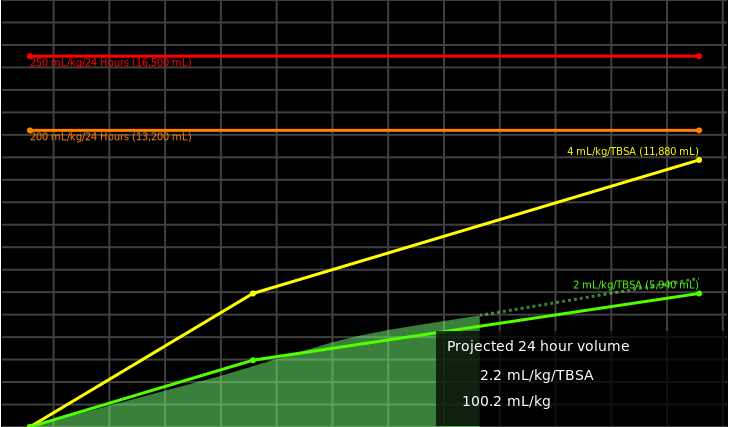 250 mL/kg/24 Hours (16,500 mL)
200 mL/kg/24 Hours (13,200 mL)
4 mL/kg/TBSA (11,880 mL)
2 mL/kg/TBSA (5,940 mL)
Projected 24 hour volume
2.2 mL/kg/TBSA
100.2 mL/kg